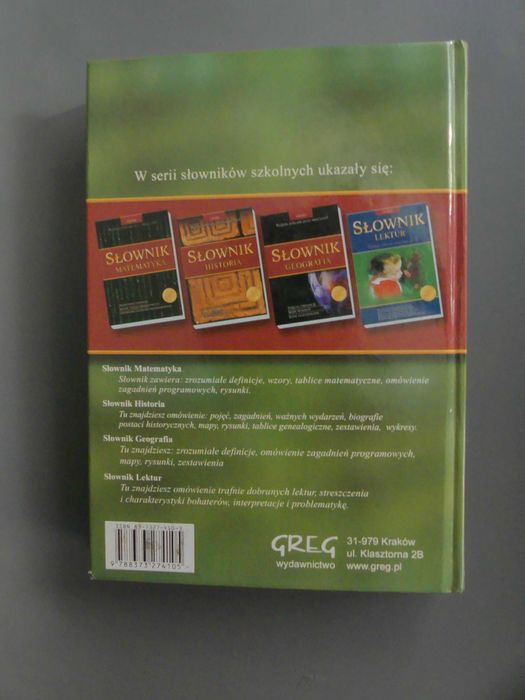 W serii słowników szkolnych ukazały się:
SŁOWNIK
MATEMATYKA
SŁOWNIK
HISTORIA
SŁOWNIK
GEOGRAFIA
SŁOWNIK
LEKTUR
Słownik Matematyka
Słownik zawiera: zrozumiałe definicje, wzory, tablice matematyczne, omówienie
zagadnień programowych, rysunki.
Słownik Historia
Tu znajdziesz omówienie: pojęć, zagadnień, ważnych wydarzeń, biografie
postaci historycznych, mapy, rysunki, tablice genealogiczne, zestawienia, wykresy.
Słownik Geografia
Tu znajdziesz: zrozumiałe definicje, omówienie zagadnień programowych,
mapy, rysunki, zestawienia
Słownik Lektur
Tu znajdziesz omówienie trafnie dobranych lektur, streszczenia
i charakterystyki bohaterów, interpretacje i problematykę.
9 788373 274105
GREG
wydawnictwo
31-979 Kraków
ul. Klasztorna 2B
www.greg.pl